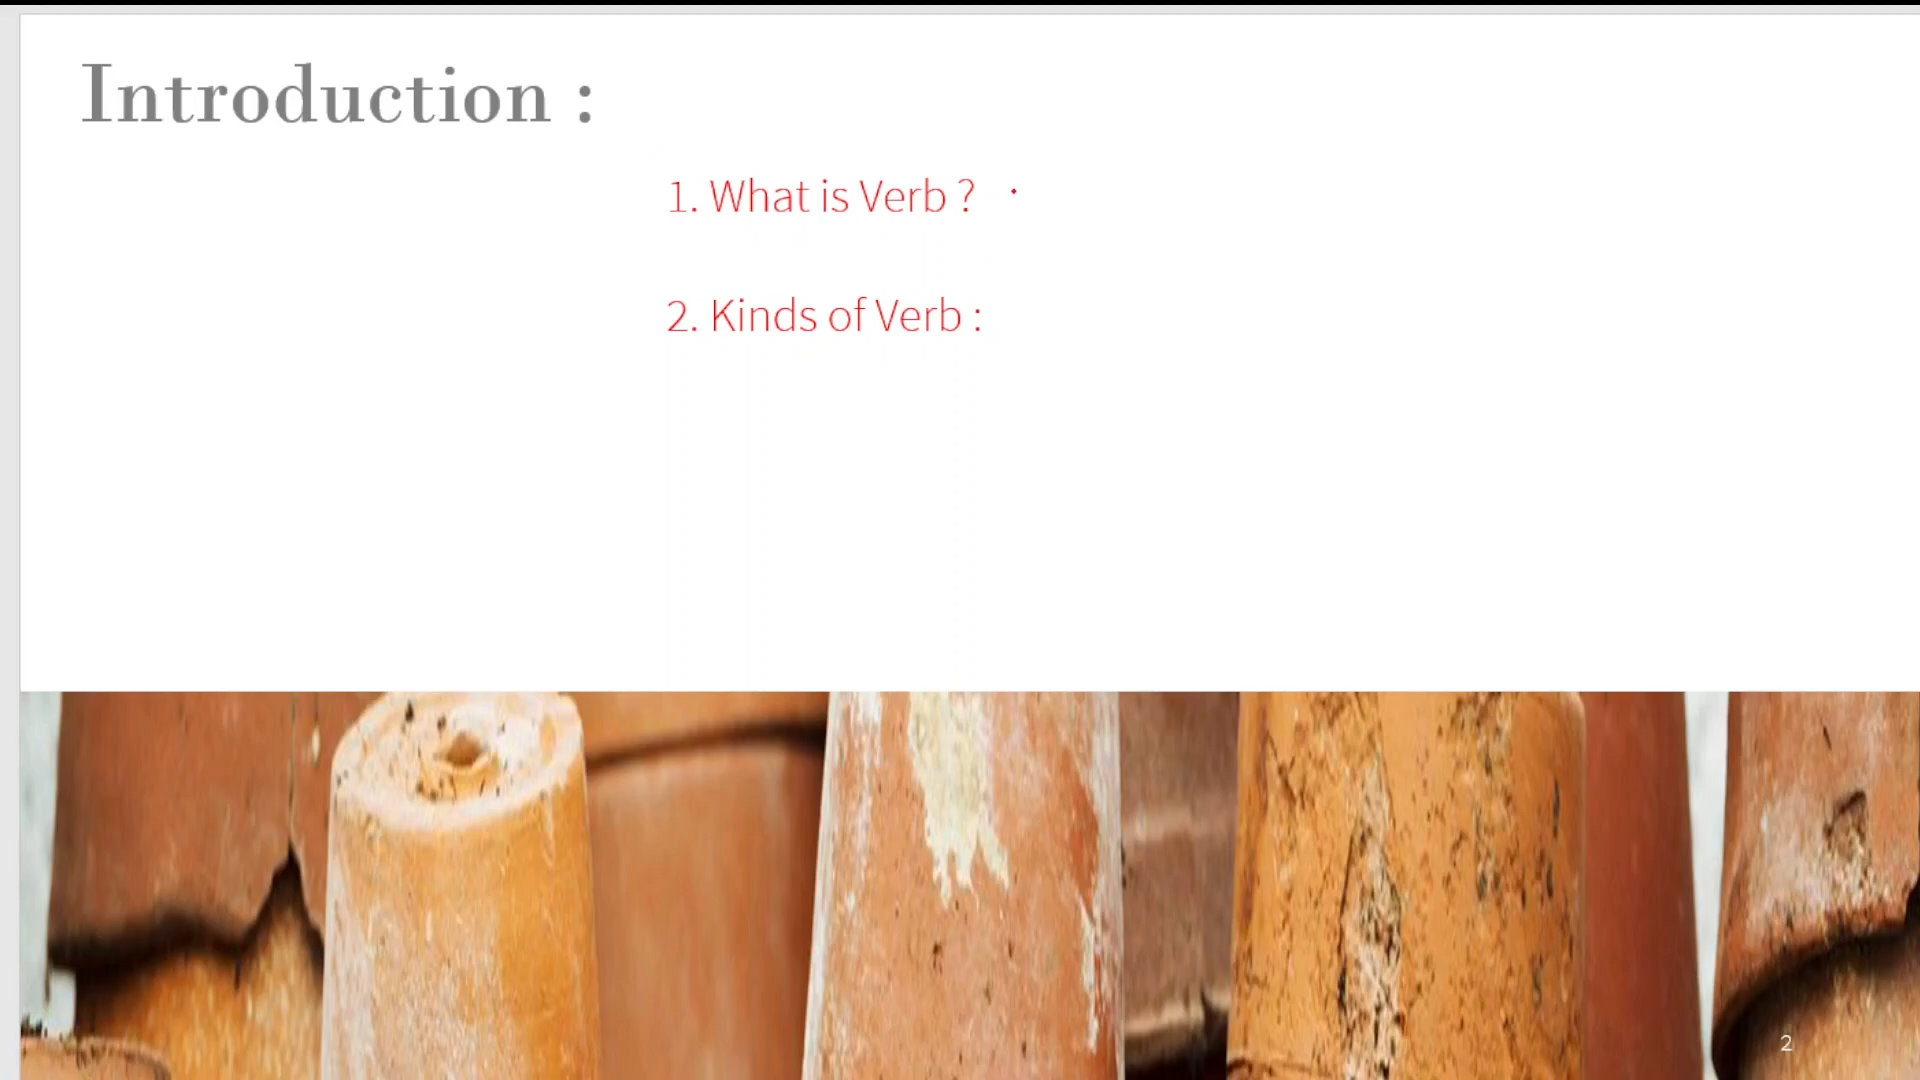 Introduction :
1. What is Verb ?
2. Kinds of Verb :
2